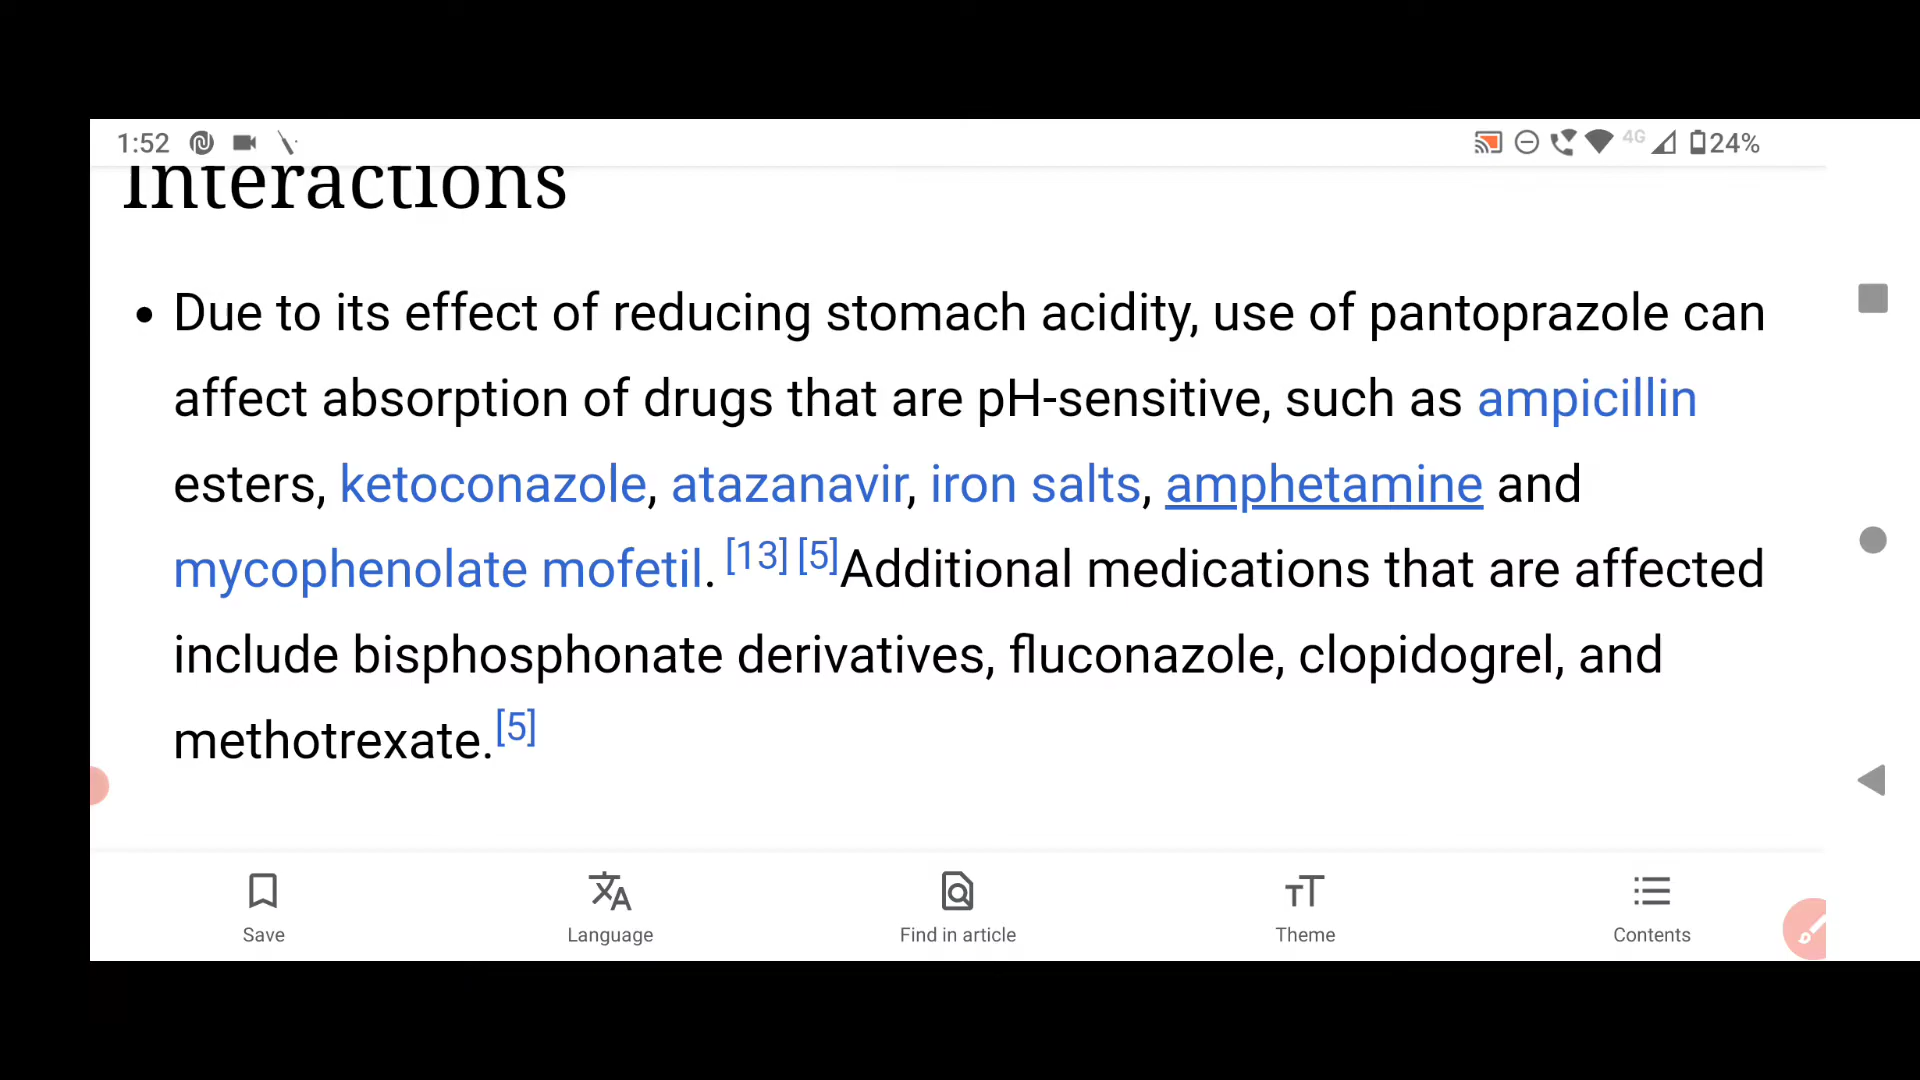 1:52 4G 24%
Interactions
• Due to its effect of reducing stomach acidity, use of pantoprazole can
affect absorption of drugs that are pH-sensitive, such as ampicillin
esters, ketoconazole, atazanavir, iron salts, amphetamine and
mycophenolate mofetil. [13] [5]Additional medications that are affected
include bisphosphonate derivatives, fluconazole, clopidogrel, and
methotrexate.[5]
Save Language Find in article Theme Contents